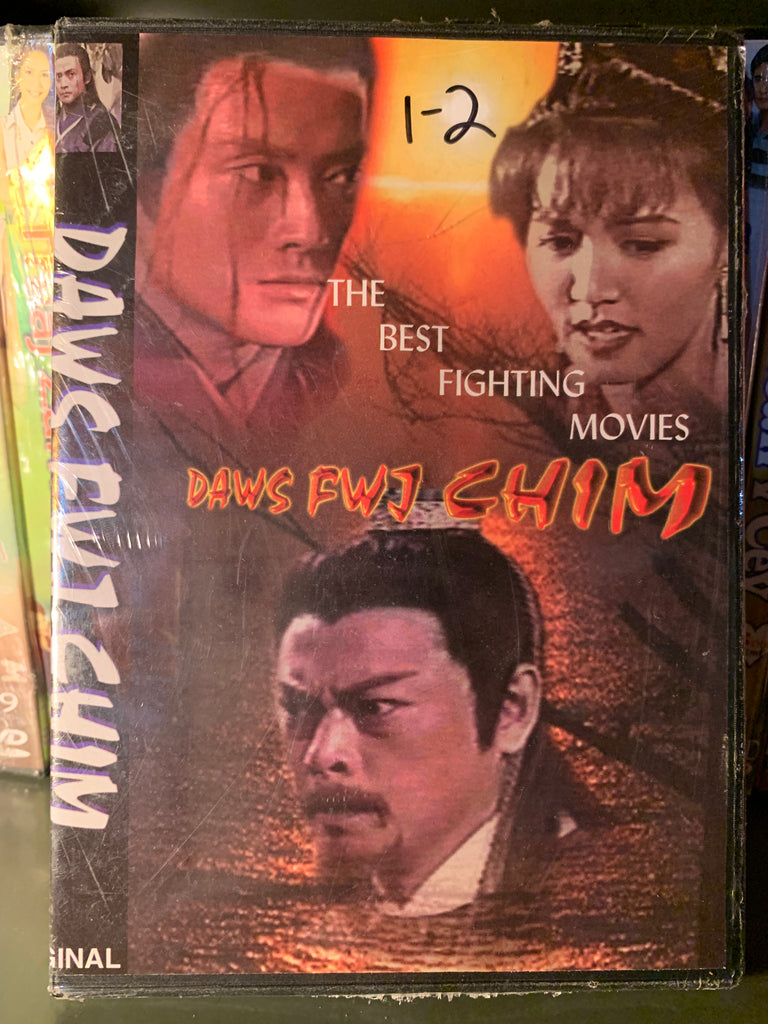 1-2
THE
BEST
FIGHTING
MOVIES
DAWS FWJ CHIM
DAWS FWJ CHIM
GINAL